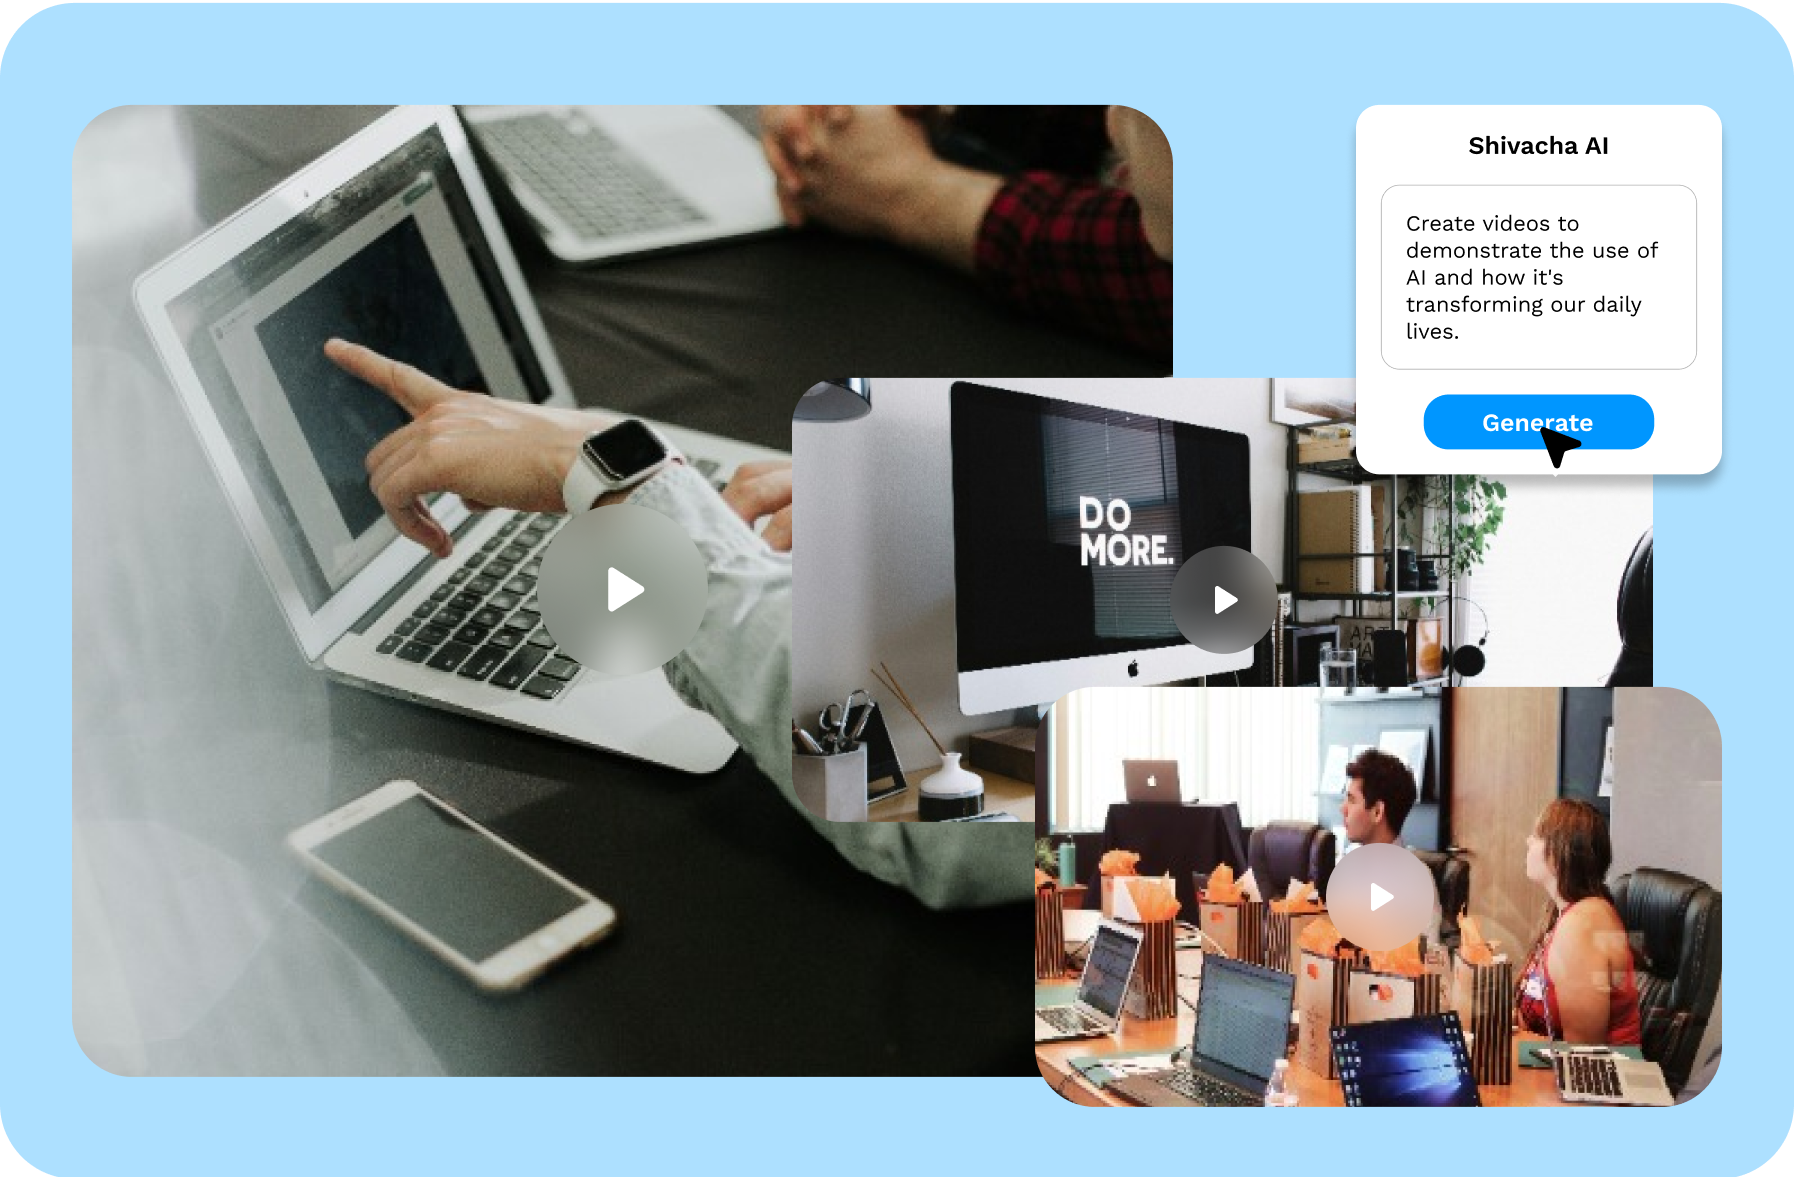 Shivacha AI
Create videos to
demonstrate the use of
AI and how it's
transforming our daily
lives.
Generate
DO
MORE.
ART